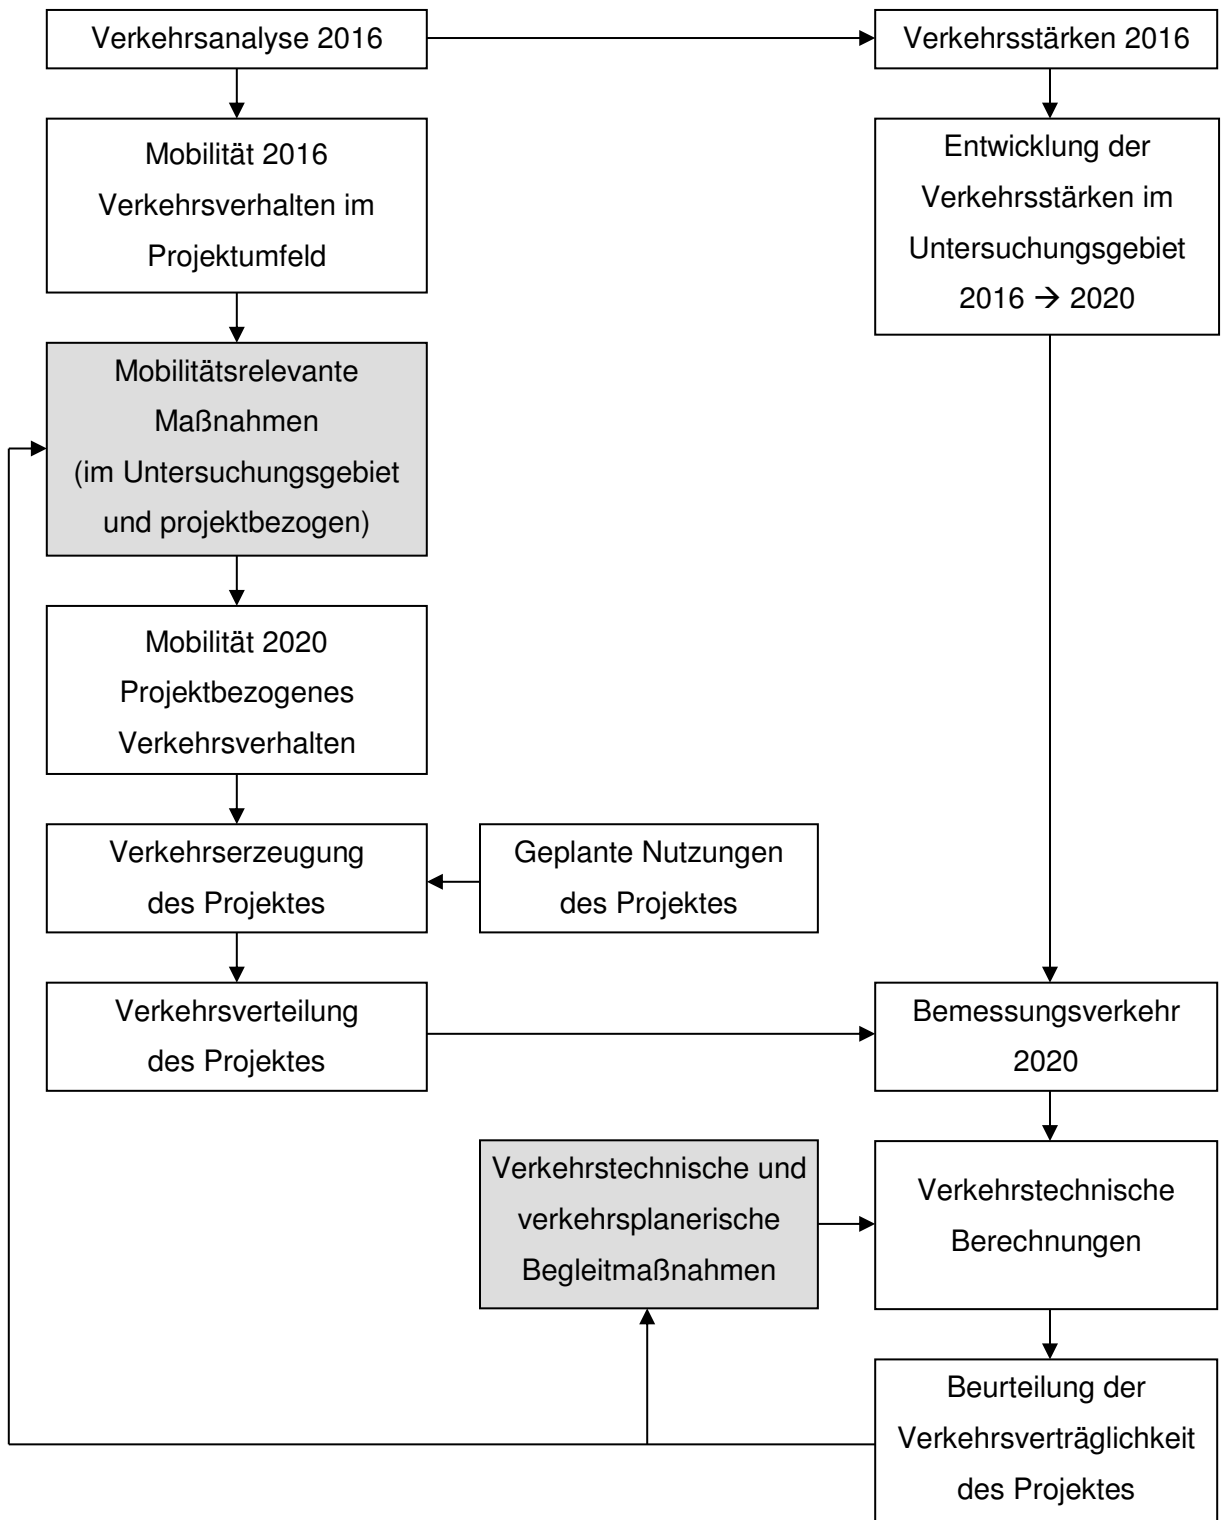 Verkehrsanalyse 2016
Verkehrsstärken 2016
Mobilität 2016
Verkehrsverhalten im
Projektumfeld
Entwicklung der
Verkehrsstärken im
Untersuchungsgebiet
2016 → 2020
Mobilitätsrelevante
Maßnahmen
(im Untersuchungsgebiet
und projektbezogen)
Mobilität 2020
Projektbezogenes
Verkehrsverhalten
Verkehrserzeugung
des Projektes
Geplante Nutzungen
des Projektes
Verkehrsverteilung
des Projektes
Bemessungsverkehr
2020
Verkehrstechnische und
verkehrsplanerische
Begleitmaßnahmen
Verkehrstechnische
Berechnungen
Beurteilung der
Verkehrsverträglichkeit
des Projektes